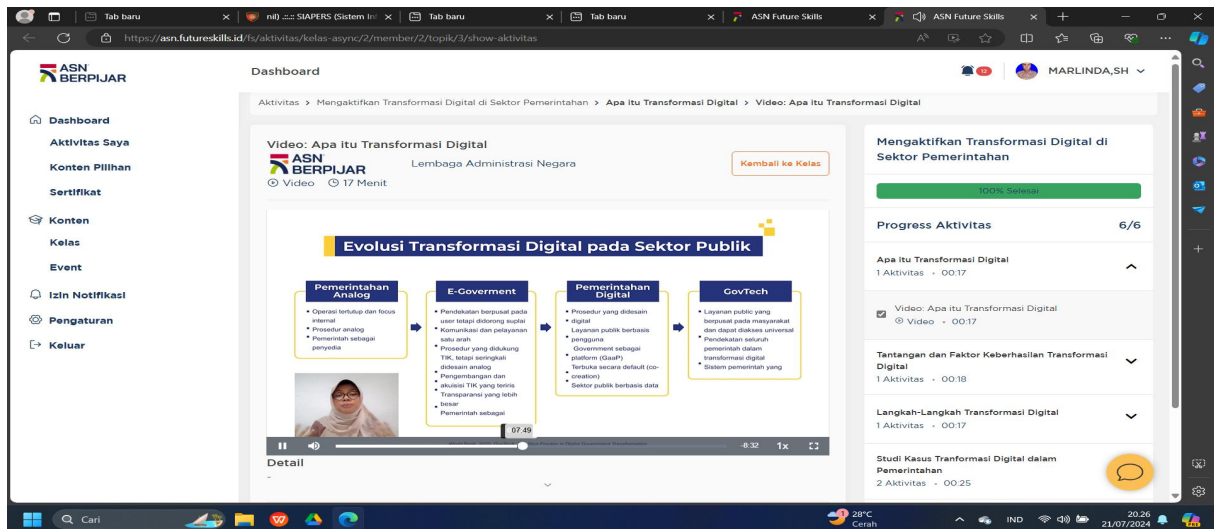 Tab baru
nil) .:::: SIAPERS (Sistem Inf
Tab baru
Tab baru
ASN Future Skills
ASN Future Skills
https://asn.futureskills.id/fs/aktivitas/kelas-async/2/member/2/topik/3/show-aktivitas
ASN BERPIJAR
Dashboard
12
MARLINDA,SH
Aktivitas > Mengaktifkan Transformasi Digital di Sektor Pemerintahan > Apa itu Transformasi Digital > Video: Apa itu Transformasi Digital
Dashboard
Aktivitas Saya
Konten Pilihan
Sertifikat
Konten
Kelas
Event
Izin Notifikasi
Pengaturan
Keluar
Video: Apa itu Transformasi Digital
ASN BERPIJAR
Lembaga Administrasi Negara
Kembali ke Kelas
Video 17 Menit
Evolusi Transformasi Digital pada Sektor Publik
Pemerintahan
Analog
• Operasi tertutup dan focus
internal
• Prosedur analog
• Pemerintah sebagai
penyedia
E-Goverment
• Pendekatan berpusat pada
user tetapi didorong suplai
• Komunikasi dan pelayanan
satu arah
• Prosedur yang didukung
TIK, tetapi seringkali
didesain analog
• Pengembangan dan
akuisisi TIK yang teriris
• Transparansi yang lebih
besar
• Pemerintah sebagai
Pemerintahan
Digital
• Prosedur yang didesain
digital
• Layanan publik berbasis
pengguna
• Government sebagai
platform (GaaP)
• Terbuka secara default (co-
creation)
• Sektor publik berbasis data
GovTech
• Layanan public yang
berpusat pada masyarakat
dan dapat diakses universal
• Pendekatan seluruh
pemerintah dalam
transformasi digital
• Sistem pemerintah yang
07:49
-8:32 1x
Detail
-
Mengaktifkan Transformasi Digital di
Sektor Pemerintahan
100% Selesai
Progress Aktivitas 6/6
Apa itu Transformasi Digital
1 Aktivitas • 00:17
Video: Apa itu Transformasi Digital
Video • 00:17
Tantangan dan Faktor Keberhasilan Transformasi
Digital
1 Aktivitas • 00:18
Langkah-Langkah Transformasi Digital
1 Aktivitas • 00:17
Studi Kasus Tranformasi Digital dalam
Pemerintahan
2 Aktivitas • 00:25
Cari
28°C
Cerah
IND
20.26
21/07/2024